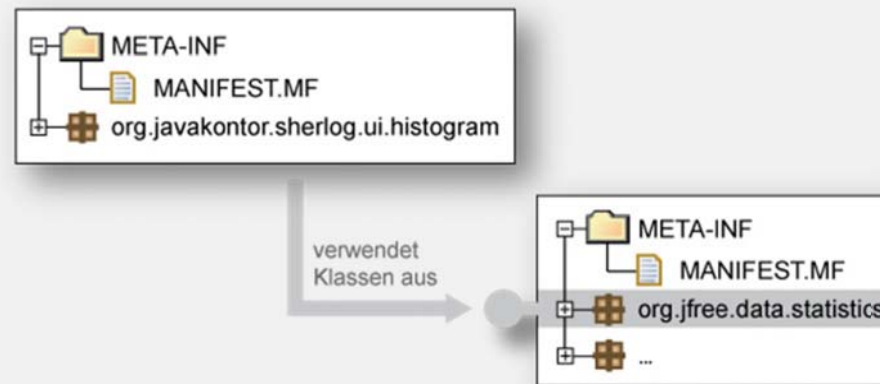 META-INF
MANIFEST.MF
org.javakontor.sherlog.ui.histogram
verwendet
Klassen aus
META-INF
MANIFEST.MF
org.jfree.data.statistics
...